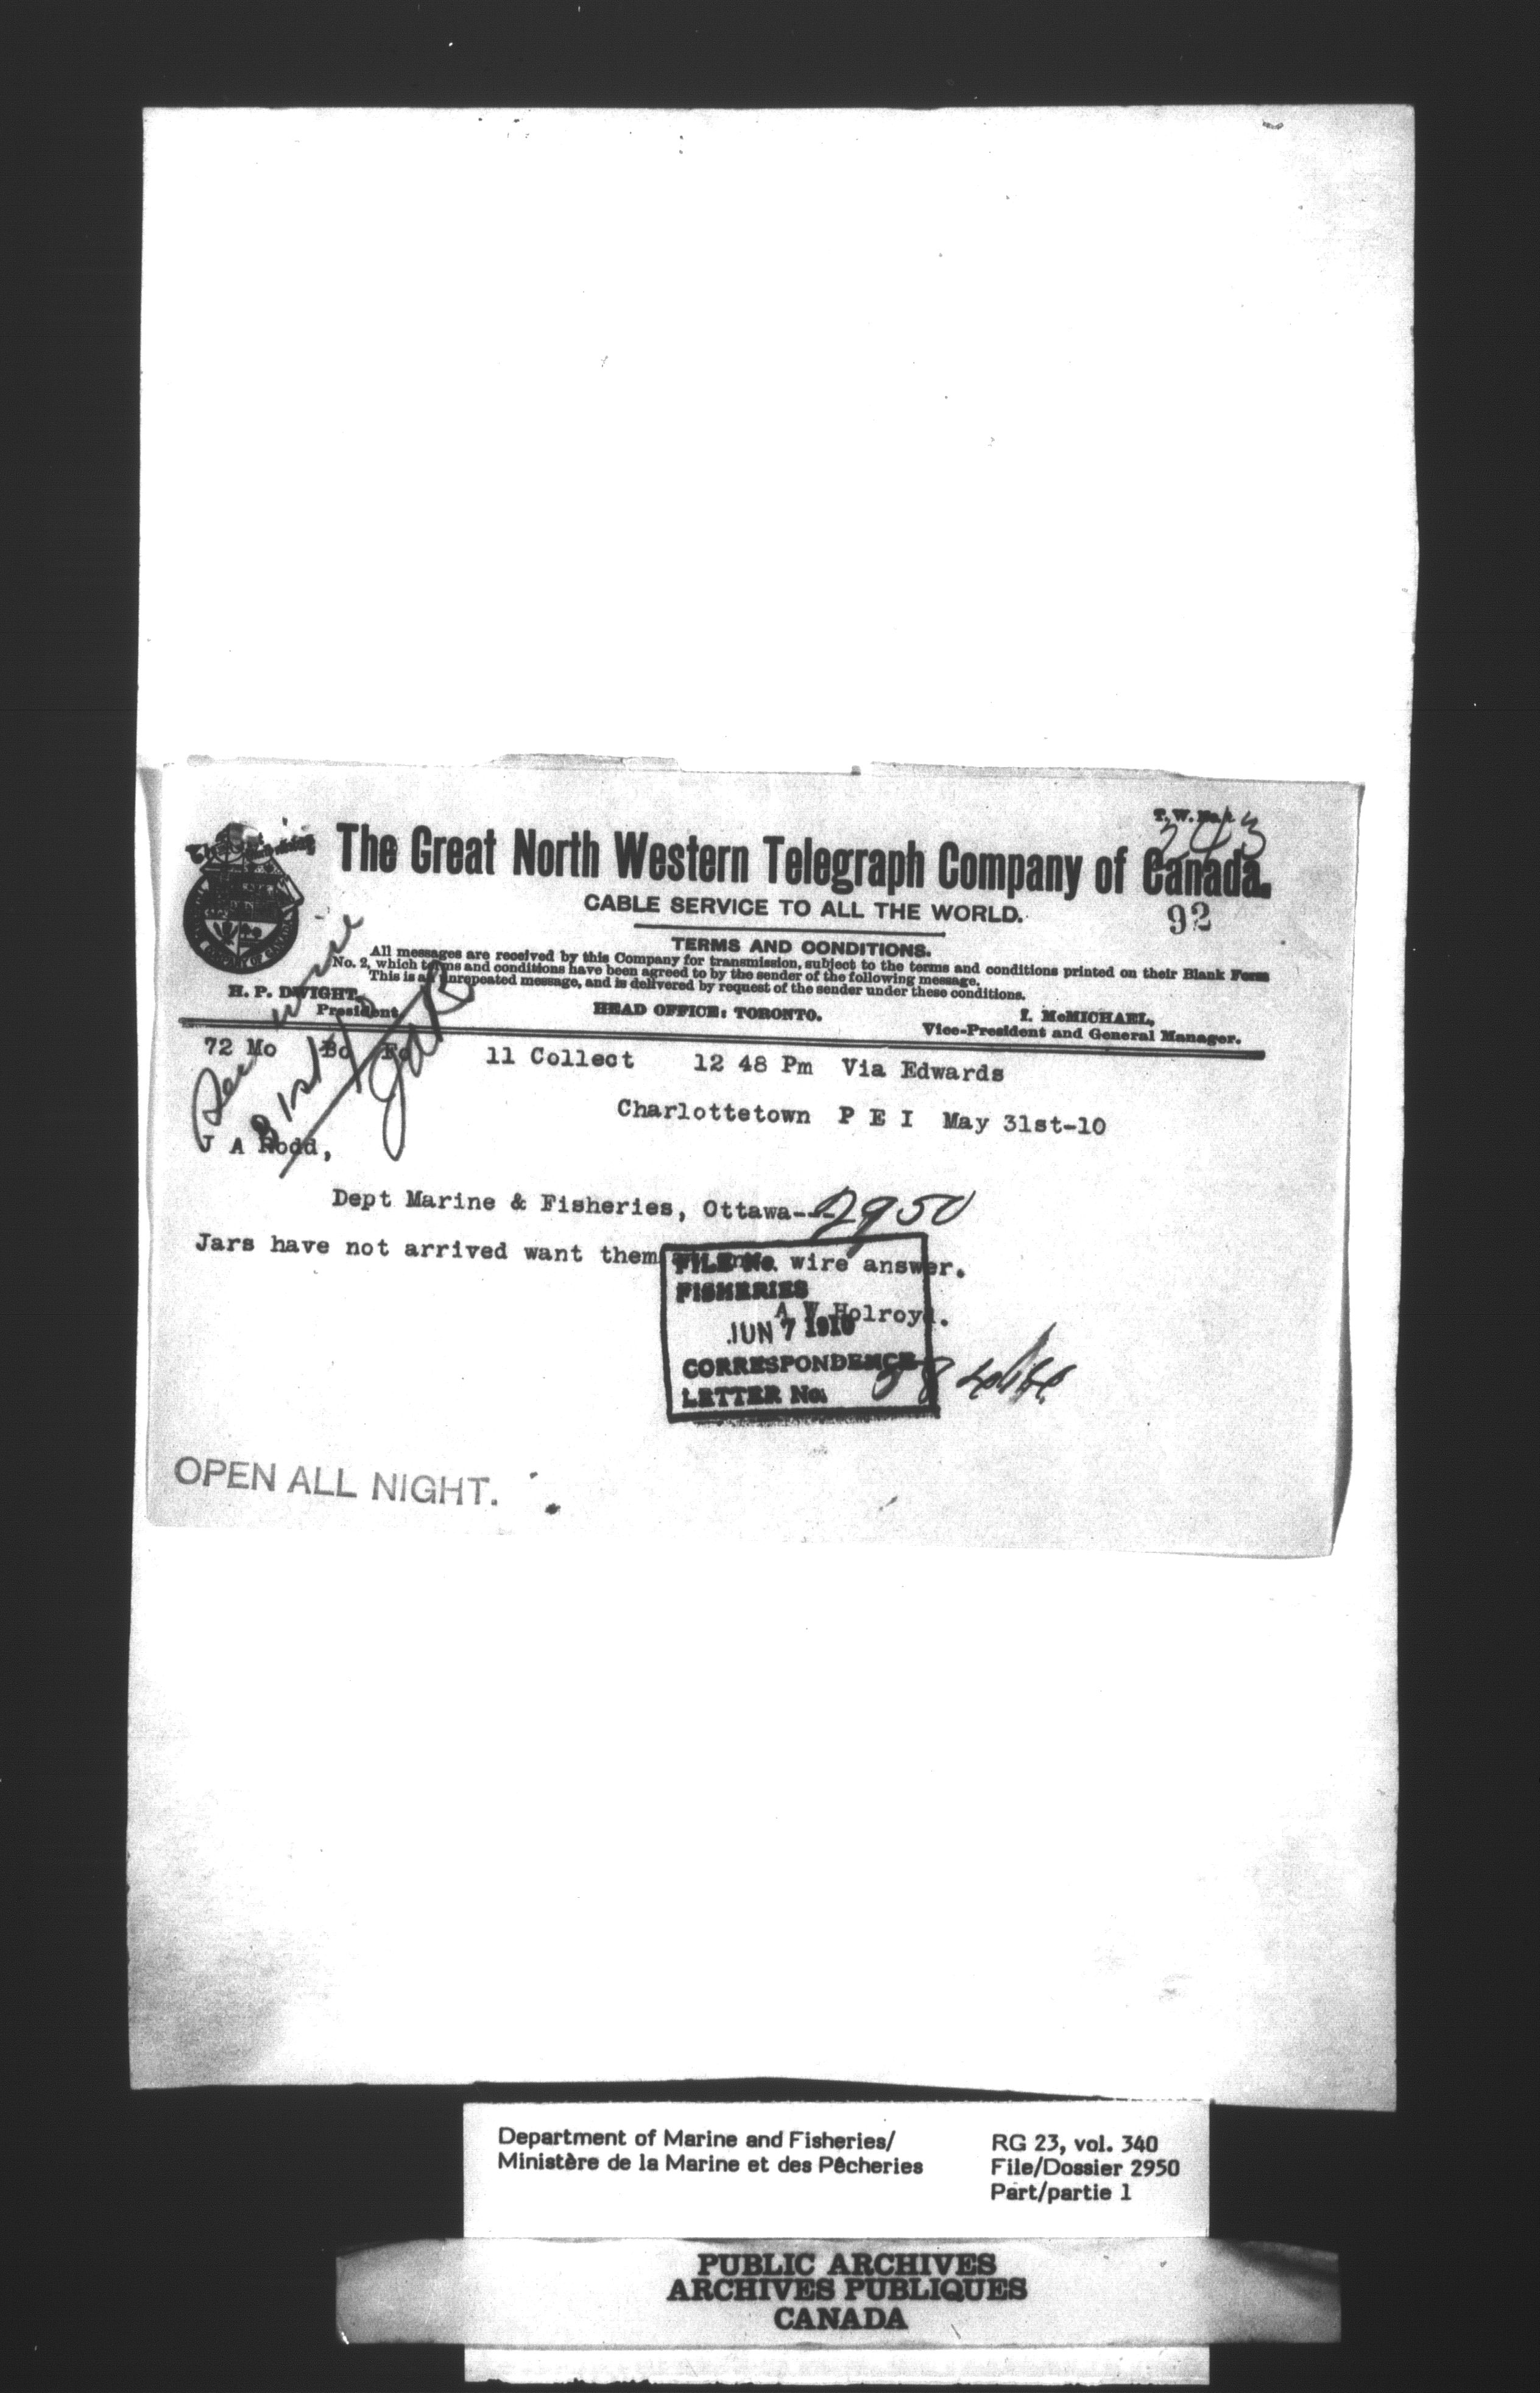 T. W.
243
The Great North Western Telegraph Company of Canada.
CABLE SERVICE TO ALL THE WORLD.
92
TERMS AND CONDITIONS.
All messages are received by this Company for transmission, subject to the terms and conditions printed on their Blank Form
No. 2, which terms and conditions have been agreed to by the sender of the following message.
This is an unrepeated message, and is delivered by request of the sender under these conditions.
H. P. DWIGHT,
President
HEAD OFFICE: TORONTO.
I. McMICHAEL,
Vice-President and General Manager.
72 Mo Bo Fo 11 Collect 12 48 Pm Via Edwards
Charlottetown P E I May 31st-10
J A Rodd,
Dept Marine & Fisheries, Ottawa--
2950
Jars have not arrived want them wire answer.
A V Holroyd.
FILE No.
FISHERIES
JUN 7 1910
CORRESPONDENCE
LETTER No.
OPEN ALL NIGHT.
Department of Marine and Fisheries/
Ministère de la Marine et des Pêcheries
RG 23, vol. 340
File/Dossier 2950
Part/partie 1
PUBLIC ARCHIVES
ARCHIVES PUBLIQUES
CANADA